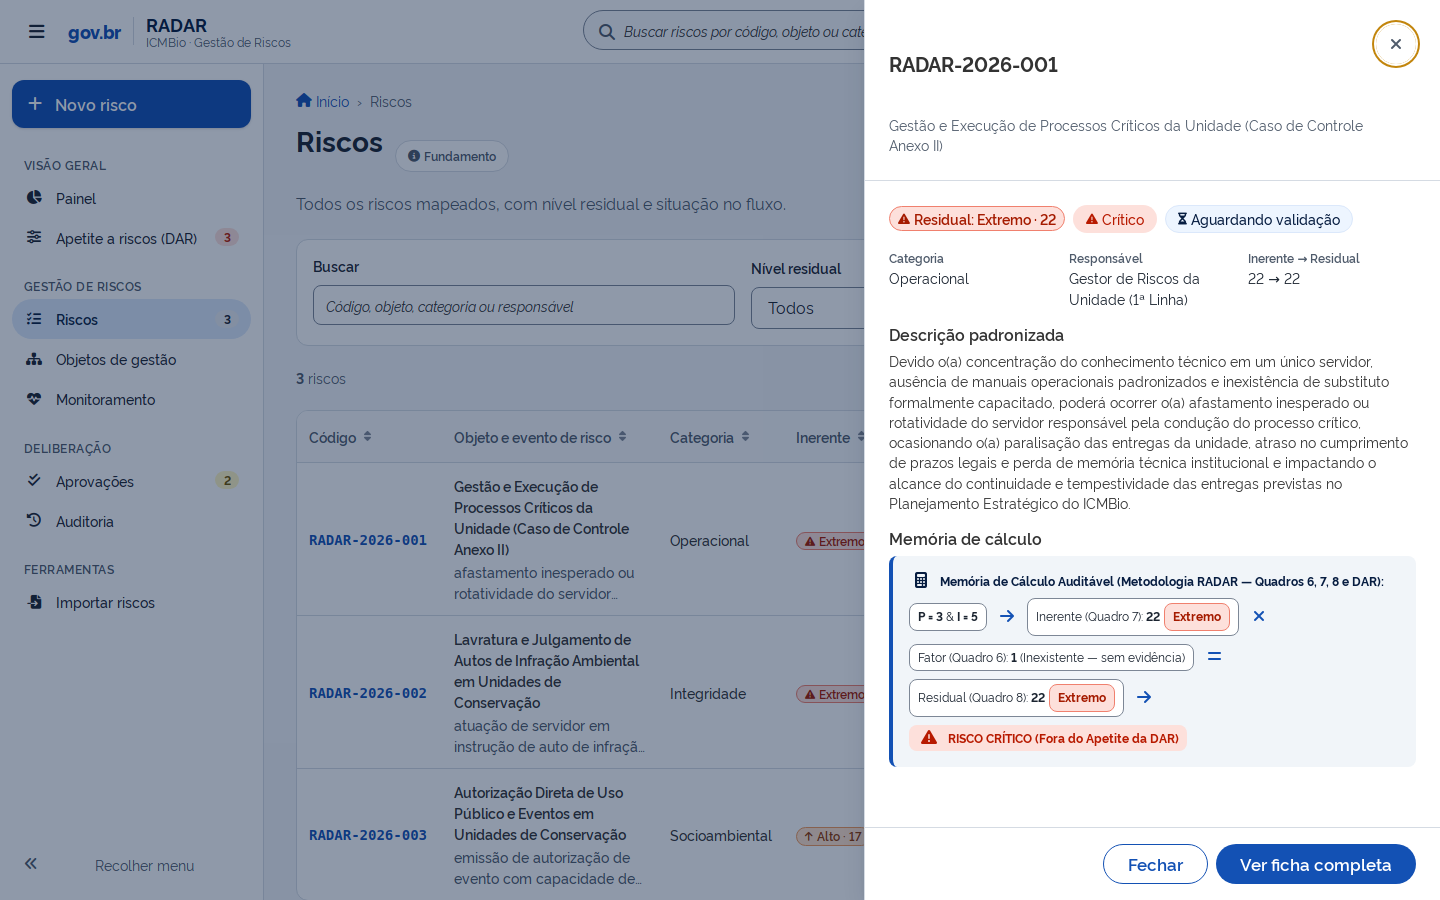 gov.br
RADAR
ICMBio · Gestão de Riscos
Buscar riscos por código, objeto ou cate
Novo risco
VISÃO GERAL
Painel
Apetite a riscos (DAR) 3
GESTÃO DE RISCOS
Riscos 3
Objetos de gestão
Monitoramento
DELIBERAÇÃO
Aprovações 2
Auditoria
FERRAMENTAS
Importar riscos
Recolher menu
Início › Riscos
Riscos
Fundamento
Todos os riscos mapeados, com nível residual e situação no fluxo.
Buscar
Código, objeto, categoria ou responsável
Nível residual
Todos
3 riscos
Código Objeto e evento de risco Categoria Inerente
RADAR-2026-001
Gestão e Execução de
Processos Críticos da
Unidade (Caso de Controle
Anexo II)
afastamento inesperado ou
rotatividade do servidor...
Operacional
Extremo
RADAR-2026-002
Lavratura e Julgamento de
Autos de Infração Ambiental
em Unidades de
Conservação
atuação de servidor em
instrução de auto de infraçã...
Integridade
Extremo
RADAR-2026-003
Autorização Direta de Uso
Público e Eventos em
Unidades de Conservação
emissão de autorização de
evento com capacidade de...
Socioambiental
Alto · 17
RADAR-2026-001
Gestão e Execução de Processos Críticos da Unidade (Caso de Controle
Anexo II)
Residual: Extremo · 22
Crítico
Aguardando validação
Categoria
Operacional
Responsável
Gestor de Riscos da
Unidade (1ª Linha)
Inerente → Residual
22 → 22
Descrição padronizada
Devido o(a) concentração do conhecimento técnico em um único servidor,
ausência de manuais operacionais padronizados e inexistência de substituto
formalmente capacitado, poderá ocorrer o(a) afastamento inesperado ou
rotatividade do servidor responsável pela condução do processo crítico,
ocasionando o(a) paralisação das entregas da unidade, atraso no cumprimento
de prazos legais e perda de memória técnica institucional e impactando o
alcance do continuidade e tempestividade das entregas previstas no
Planejamento Estratégico do ICMBio.
Memória de cálculo
Memória de Cálculo Auditável (Metodologia RADAR — Quadros 6, 7, 8 e DAR):
P = 3 & I = 5 → Inerente (Quadro 7): 22 Extremo ×
Fator (Quadro 6): 1 (Inexistente — sem evidência) =
Residual (Quadro 8): 22 Extremo →
RISCO CRÍTICO (Fora do Apetite da DAR)
Fechar
Ver ficha completa